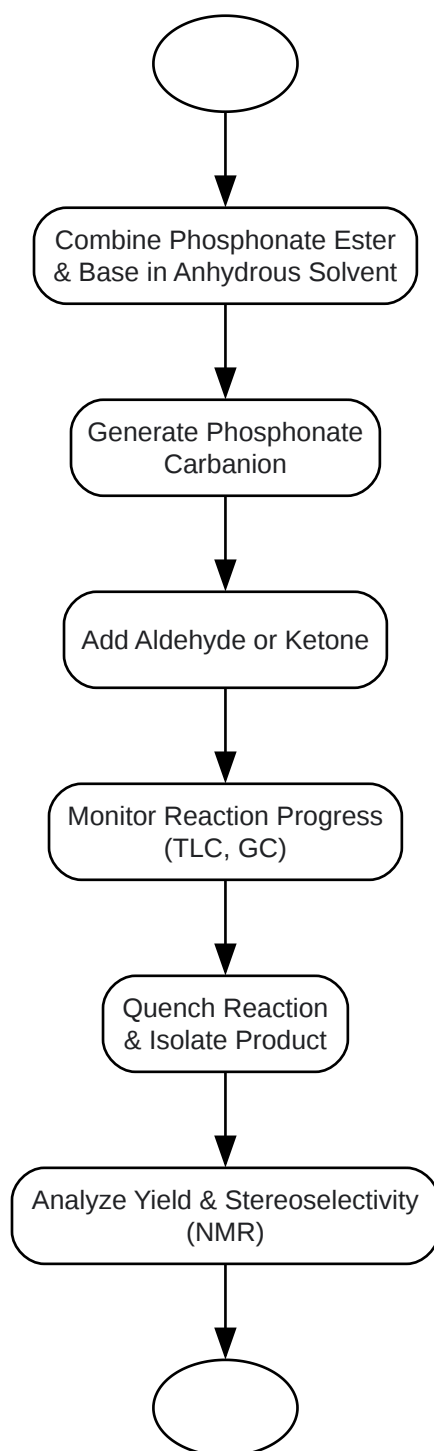 Combine Phosphonate Ester
& Base in Anhydrous Solvent
Generate Phosphonate
Carbanion
Add Aldehyde or Ketone
Monitor Reaction Progress
(TLC, GC)
Quench Reaction
& Isolate Product
Analyze Yield & Stereoselectivity
(NMR)